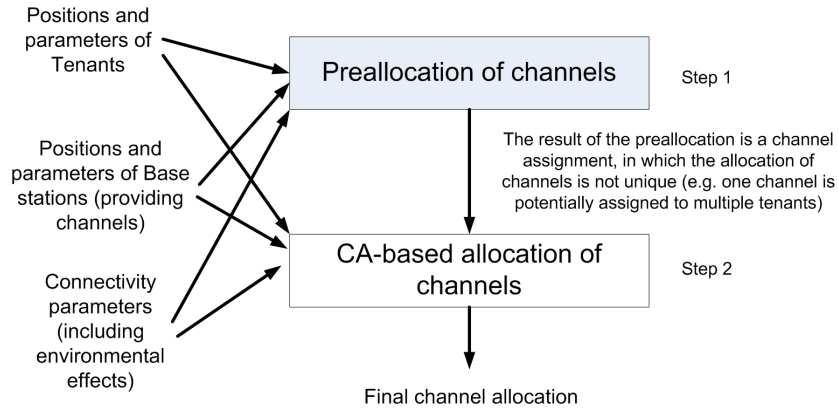 Positions and
parameters of
Tenants
Preallocation of channels
Step 1
Positions and
parameters of Base
stations (providing
channels)
The result of the preallocation is a channel
assignment, in which the allocation of
channels is not unique (e.g. one channel is
potentially assigned to multiple tenants)
CA-based allocation of
channels
Step 2
Connectivity
parameters
(including
environmental
effects)
Final channel allocation